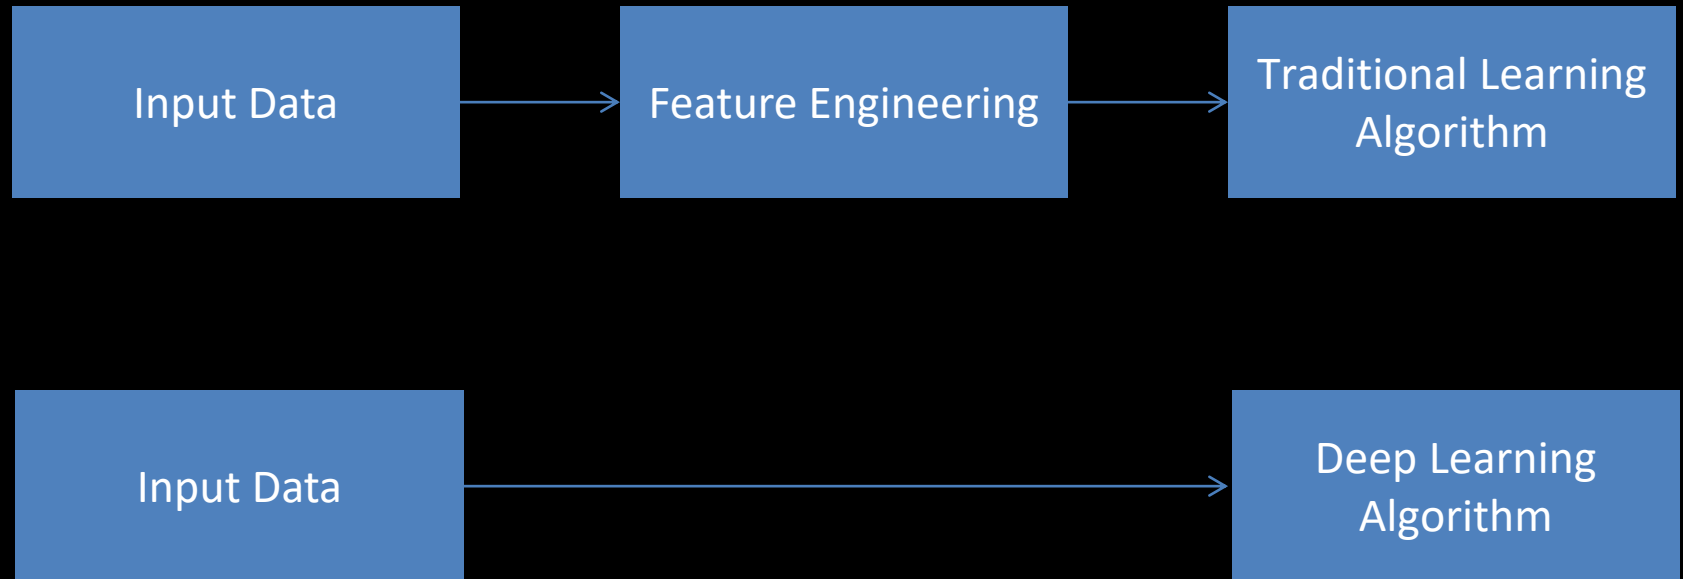 Input Data
Feature Engineering
Traditional Learning
Algorithm
Input Data
Deep Learning
Algorithm